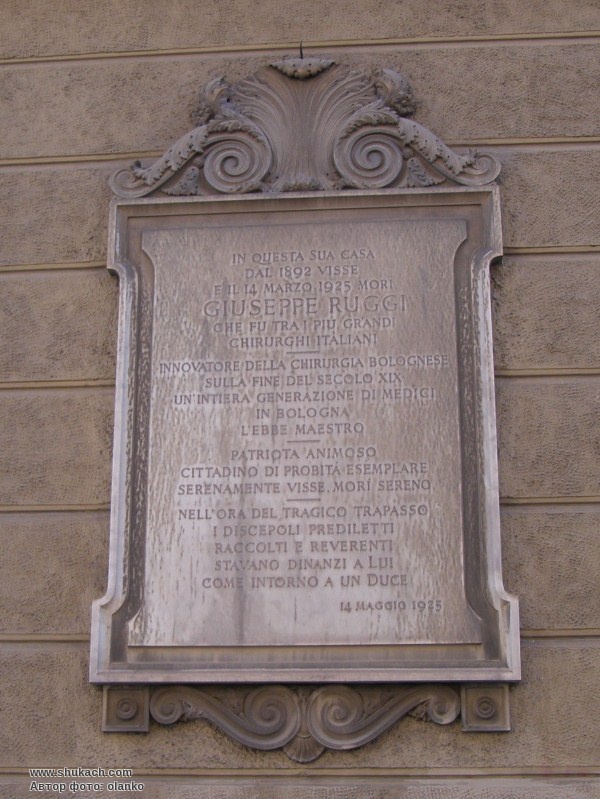 IN QUESTA SUA CASA
DAL 1892 VISSE
E IL 14 MARZO 1925 MORÌ
GIUSEPPE RUGGI
CHE FU TRA I PIÙ GRANDI
CHIRURGHI ITALIANI
INNOVATORE DELLA CHIRURGIA BOLOGNESE
SULLA FINE DEL SECOLO XIX
UN'INTIERA GENERAZIONE DI MEDICI
IN BOLOGNA
L'EBBE MAESTRO
PATRIOTA ANIMOSO
CITTADINO DI PROBITÀ ESEMPLARE
SERENAMENTE VISSE. MORÌ SERENO
NELL'ORA DEL TRAGICO TRAPASSO
I DISCEPOLI PREDILETTI
RACCOLTI E REVERENTI
STAVANO DINANZI A LUI
COME INTORNO A UN DUCE
14 MAGGIO 1925
www.shukach.com
Автор фото: olanko